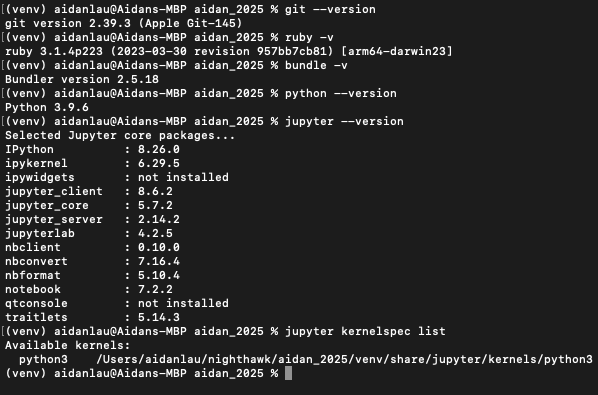 [(venv) aidanlau@Aidans-MBP aidan_2025 % git --version
git version 2.39.3 (Apple Git-145)
[(venv) aidanlau@Aidans-MBP aidan_2025 % ruby -v
ruby 3.1.4p223 (2023-03-30 revision 957bb7cb81) [arm64-darwin23]
[(venv) aidanlau@Aidans-MBP aidan_2025 % bundle -v
Bundler version 2.5.18
[(venv) aidanlau@Aidans-MBP aidan_2025 % python --version
Python 3.9.6
[(venv) aidanlau@Aidans-MBP aidan_2025 % jupyter --version
Selected Jupyter core packages...
IPython          : 8.26.0
ipykernel        : 6.29.5
ipywidgets       : not installed
jupyter_client   : 8.6.2
jupyter_core     : 5.7.2
jupyter_server   : 2.14.2
jupyterlab       : 4.2.5
nbclient         : 0.10.0
nbconvert        : 7.16.4
nbformat         : 5.10.4
notebook         : 7.2.2
qtconsole        : not installed
traitlets        : 5.14.3
[(venv) aidanlau@Aidans-MBP aidan_2025 % jupyter kernelspec list
Available kernels:
  python3    /Users/aidanlau/nighthawk/aidan_2025/venv/share/jupyter/kernels/python3
(venv) aidanlau@Aidans-MBP aidan_2025 %